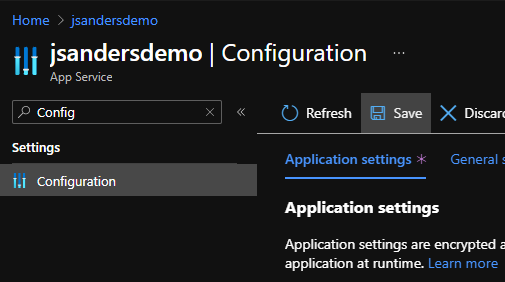 Home > jsandersdemo
jsandersdemo | Configuration ...
App Service
Config
Settings
Configuration
Refresh Save Discar
Application settings * General s
Application settings
Application settings are encrypted a
application at runtime. Learn more